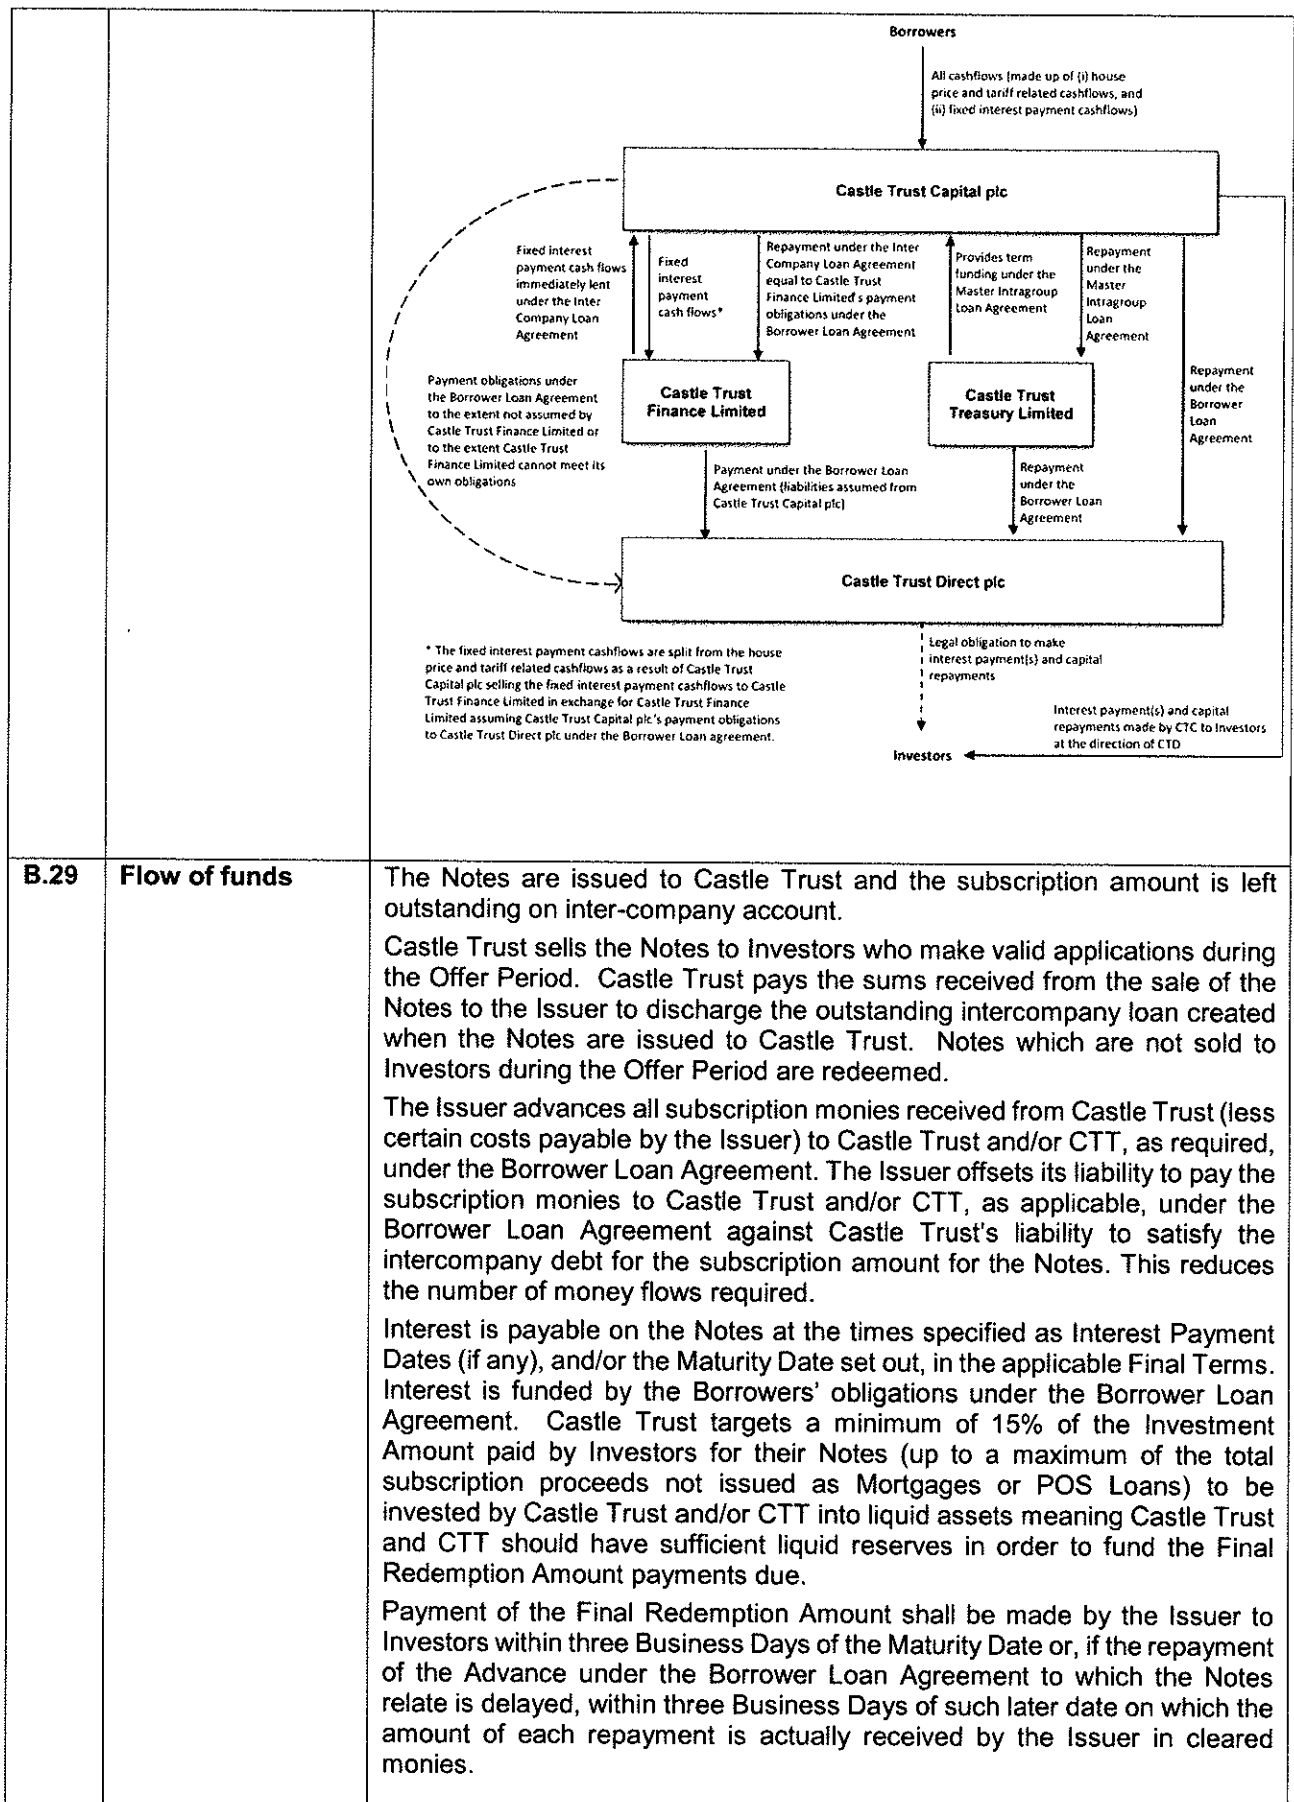 Borrowers
All cashflows (made up of (i) house
price and tariff related cashflows, and
(ii) fixed interest payment cashflows)
Castle Trust Capital plc
Fixed interest
payment cash flows
immediately lent
under the Inter
Company Loan
Agreement
Fixed
interest
payment
cash flows*
Repayment under the Inter
Company Loan Agreement
equal to Castle Trust
Finance Limited's payment
obligations under the
Borrower Loan Agreement
Provides term
funding under the
Master Intragroup
Loan Agreement
Repayment
under the
Master
Intragroup
Loan
Agreement
Payment obligations under
the Borrower Loan Agreement
to the extent not assumed by
Castle Trust Finance Limited or
to the extent Castle Trust
Finance Limited cannot meet its
own obligations
Castle Trust
Finance Limited
Castle Trust
Treasury Limited
Repayment
under the
Borrower
Loan
Agreement
Payment under the Borrower Loan
Agreement (liabilities assumed from
Castle Trust Capital plc)
Repayment
under the
Borrower Loan
Agreement
Castle Trust Direct plc
* The fixed interest payment cashflows are split from the house
price and tariff related cashflows as a result of Castle Trust
Capital plc selling the fixed interest payment cashflows to Castle
Trust Finance Limited in exchange for Castle Trust Finance
Limited assuming Castle Trust Capital plc's payment obligations
to Castle Trust Direct plc under the Borrower Loan agreement.
Legal obligation to make
interest payment(s) and capital
repayments
Interest payment(s) and capital
repayments made by CTC to Investors
at the direction of CTD
Investors
B.29
Flow of funds
The Notes are issued to Castle Trust and the subscription amount is left
outstanding on inter-company account.
Castle Trust sells the Notes to Investors who make valid applications during
the Offer Period. Castle Trust pays the sums received from the sale of the
Notes to the Issuer to discharge the outstanding intercompany loan created
when the Notes are issued to Castle Trust. Notes which are not sold to
Investors during the Offer Period are redeemed.
The Issuer advances all subscription monies received from Castle Trust (less
certain costs payable by the Issuer) to Castle Trust and/or CTT, as required,
under the Borrower Loan Agreement. The Issuer offsets its liability to pay the
subscription monies to Castle Trust and/or CTT, as applicable, under the
Borrower Loan Agreement against Castle Trust's liability to satisfy the
intercompany debt for the subscription amount for the Notes. This reduces
the number of money flows required.
Interest is payable on the Notes at the times specified as Interest Payment
Dates (if any), and/or the Maturity Date set out, in the applicable Final Terms.
Interest is funded by the Borrowers' obligations under the Borrower Loan
Agreement. Castle Trust targets a minimum of 15% of the Investment
Amount paid by Investors for their Notes (up to a maximum of the total
subscription proceeds not issued as Mortgages or POS Loans) to be
invested by Castle Trust and/or CTT into liquid assets meaning Castle Trust
and CTT should have sufficient liquid reserves in order to fund the Final
Redemption Amount payments due.
Payment of the Final Redemption Amount shall be made by the Issuer to
Investors within three Business Days of the Maturity Date or, if the repayment
of the Advance under the Borrower Loan Agreement to which the Notes
relate is delayed, within three Business Days of such later date on which the
amount of each repayment is actually received by the Issuer in cleared
monies.